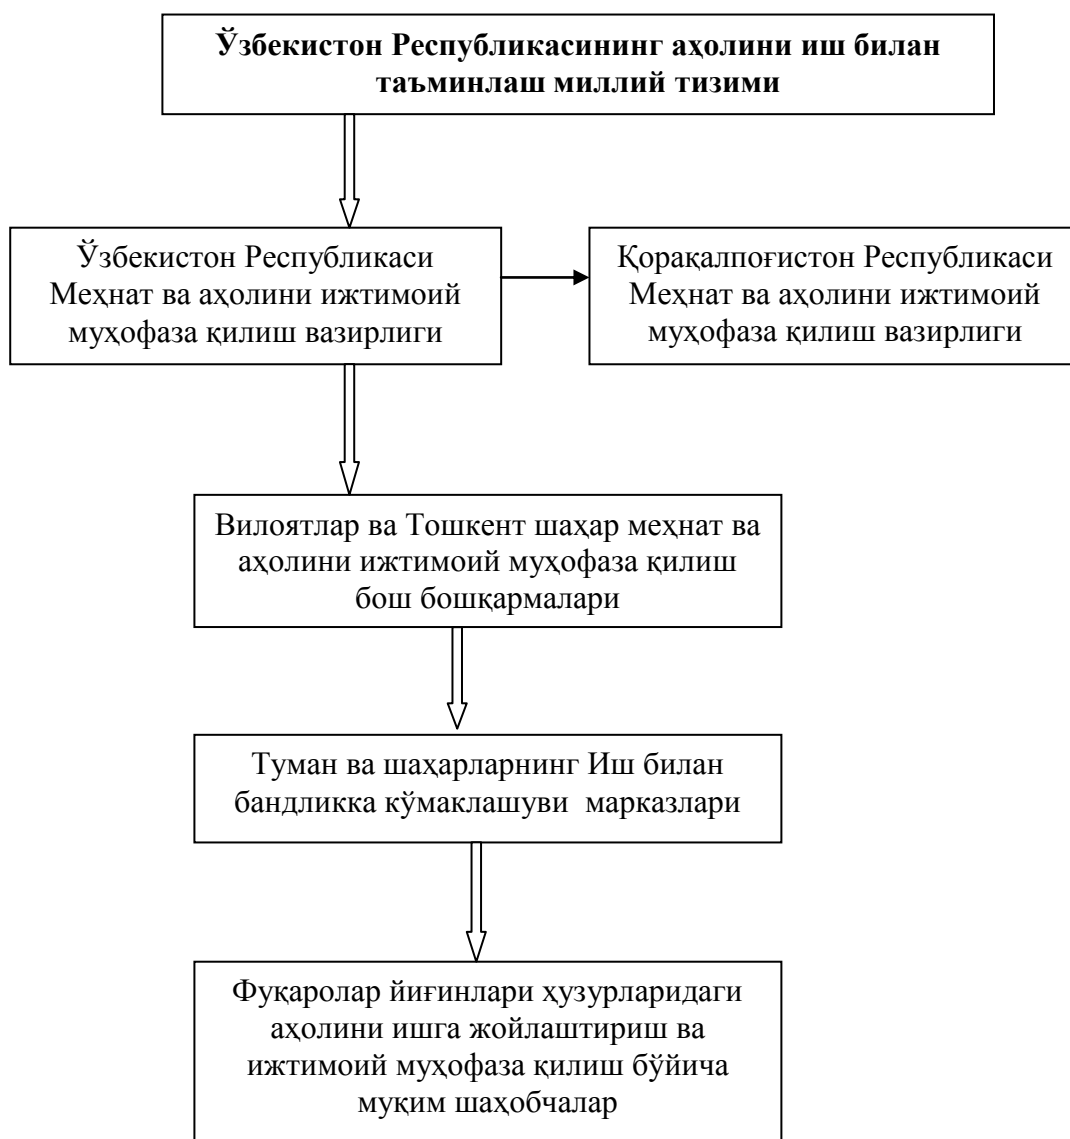 Ўзбекистон Республикасининг аҳолини иш билан
таъминлаш миллий тизими
Ўзбекистон Республикаси
Меҳнат ва аҳолини ижтимоий
муҳофаза қилиш вазирлиги
Қорақалпоғистон Республикаси
Меҳнат ва аҳолини ижтимоий
муҳофаза қилиш вазирлиги
Вилоятлар ва Тошкент шаҳар меҳнат ва
аҳолини ижтимоий муҳофаза қилиш
бош бошқармалари
Туман ва шаҳарларнинг Иш билан
бандликка кўмаклашуви марказлари
Фуқаролар йиғинлари ҳузурларидаги
аҳолини ишга жойлаштириш ва
ижтимоий муҳофаза қилиш бўйича
муқим шаҳобчалар